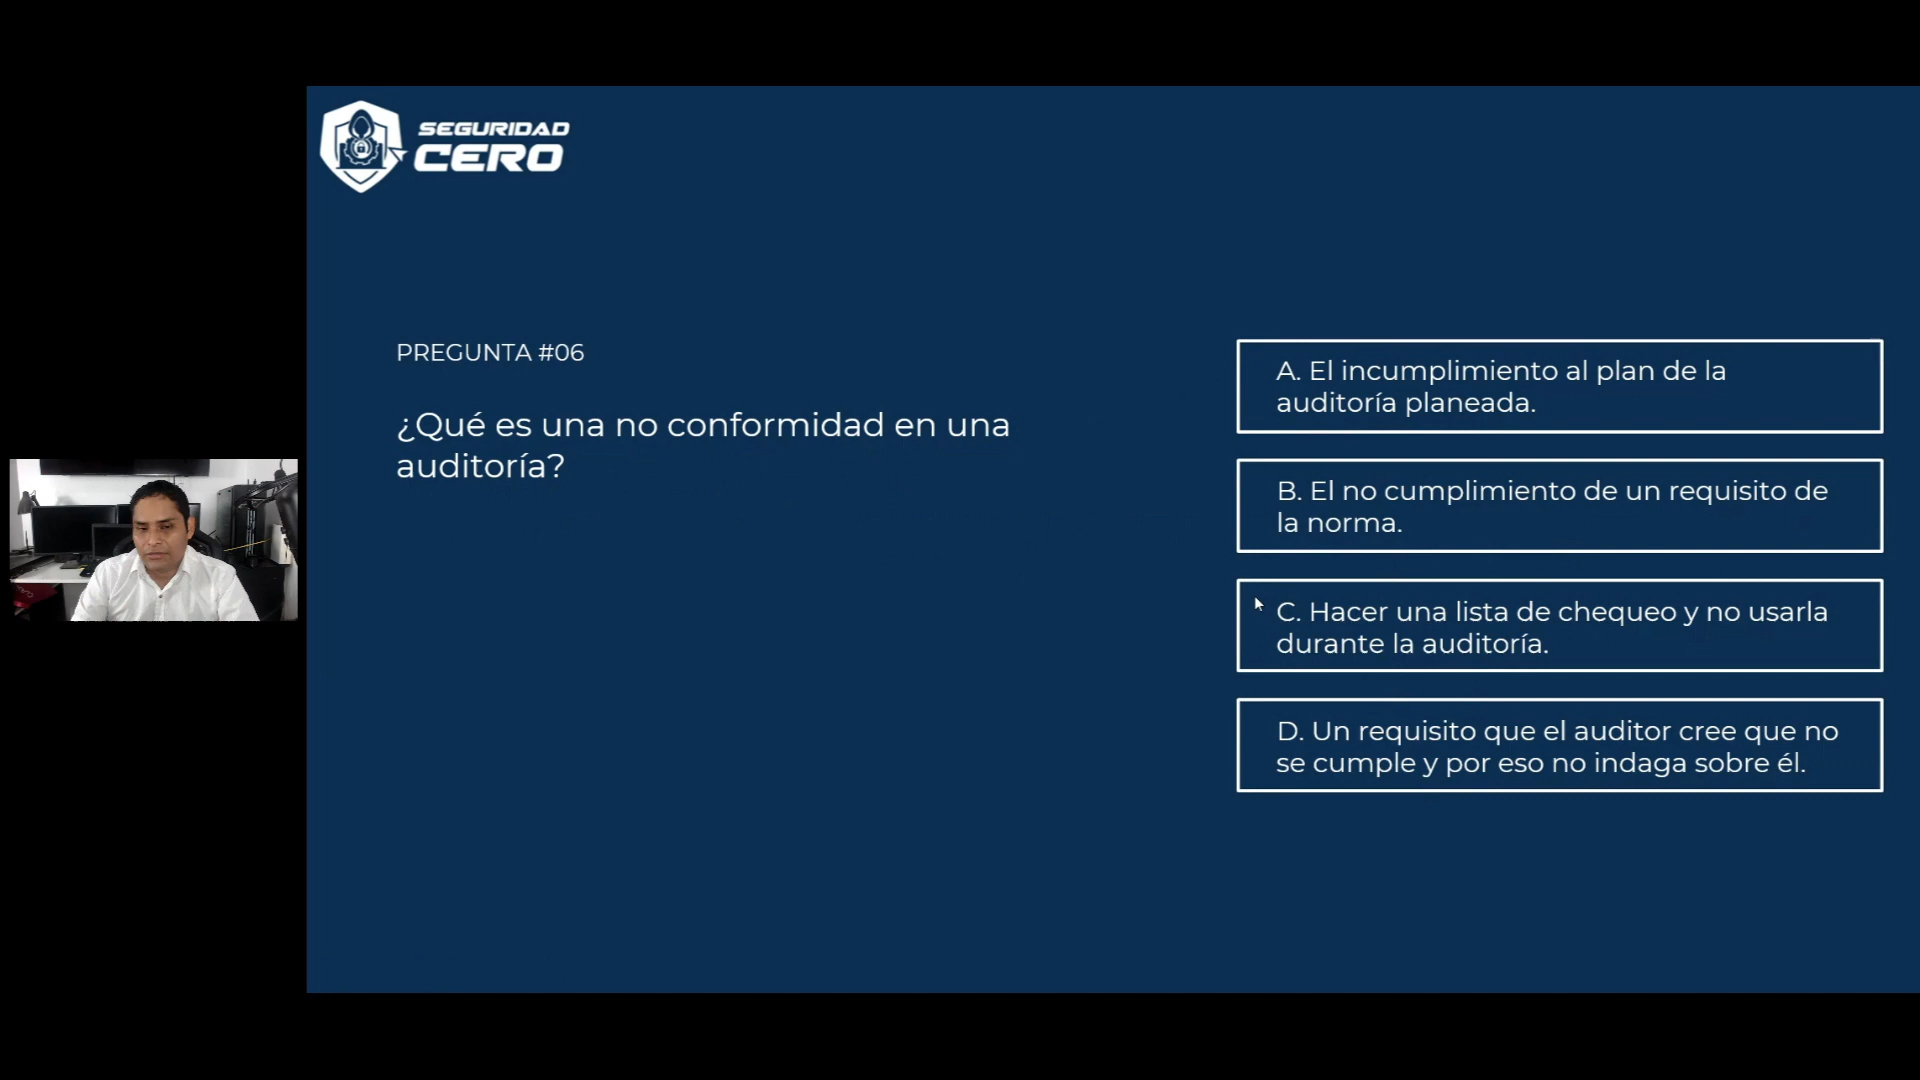 SEGURIDAD
CERO
PREGUNTA #06
¿Qué es una no conformidad en una
auditoría?
A. El incumplimiento al plan de la
auditoría planeada.
B. El no cumplimiento de un requisito de
la norma.
C. Hacer una lista de chequeo y no usarla
durante la auditoría.
D. Un requisito que el auditor cree que no
se cumple y por eso no indaga sobre él.